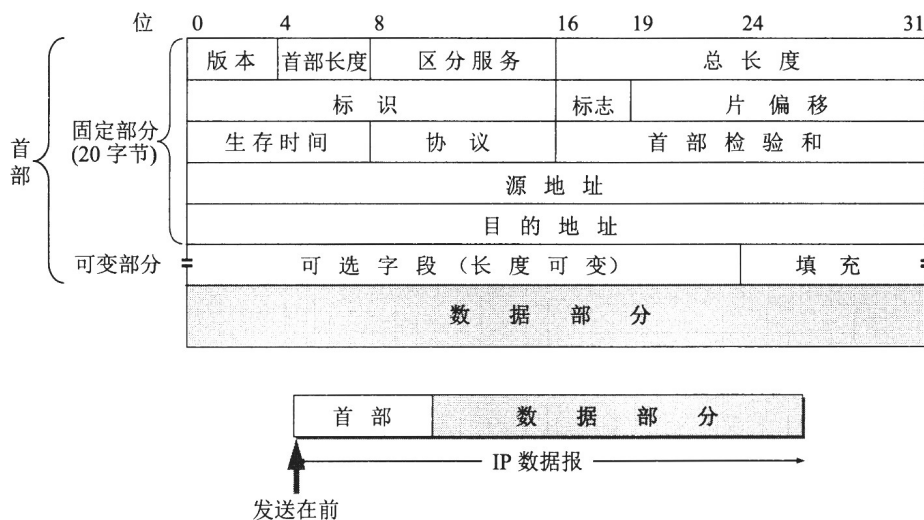 位 0 4 8 16 19 24 31
版本 首部长度 区分服务 总长度
标识 标志 片偏移
首部 固定部分 (20 字节) 生存时间 协议 首部检验和
源地址
目的地址
可变部分 可选字段（长度可变） 填充
数据部分
首部 数据部分
IP 数据报
发送在前